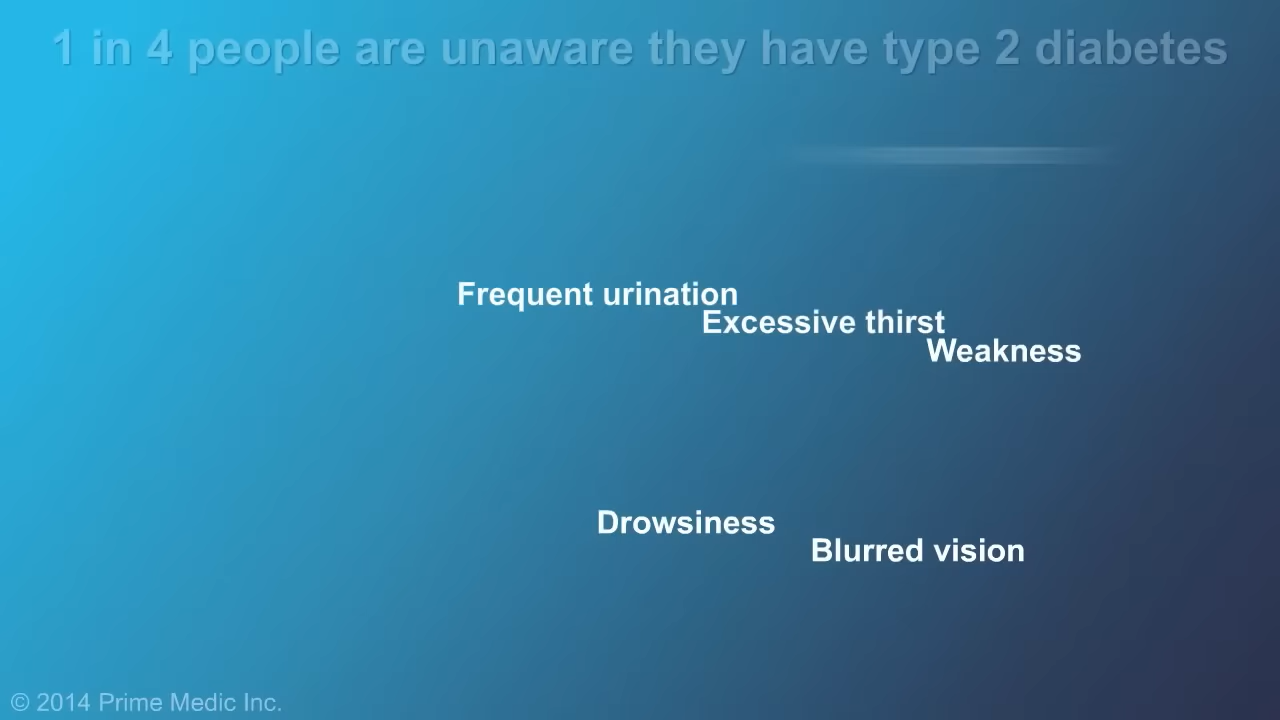 1 in 4 people are unaware they have type 2 diabetes
Frequent urination
Excessive thirst
Weakness
Drowsiness
Blurred vision
© 2014 Prime Medic Inc.